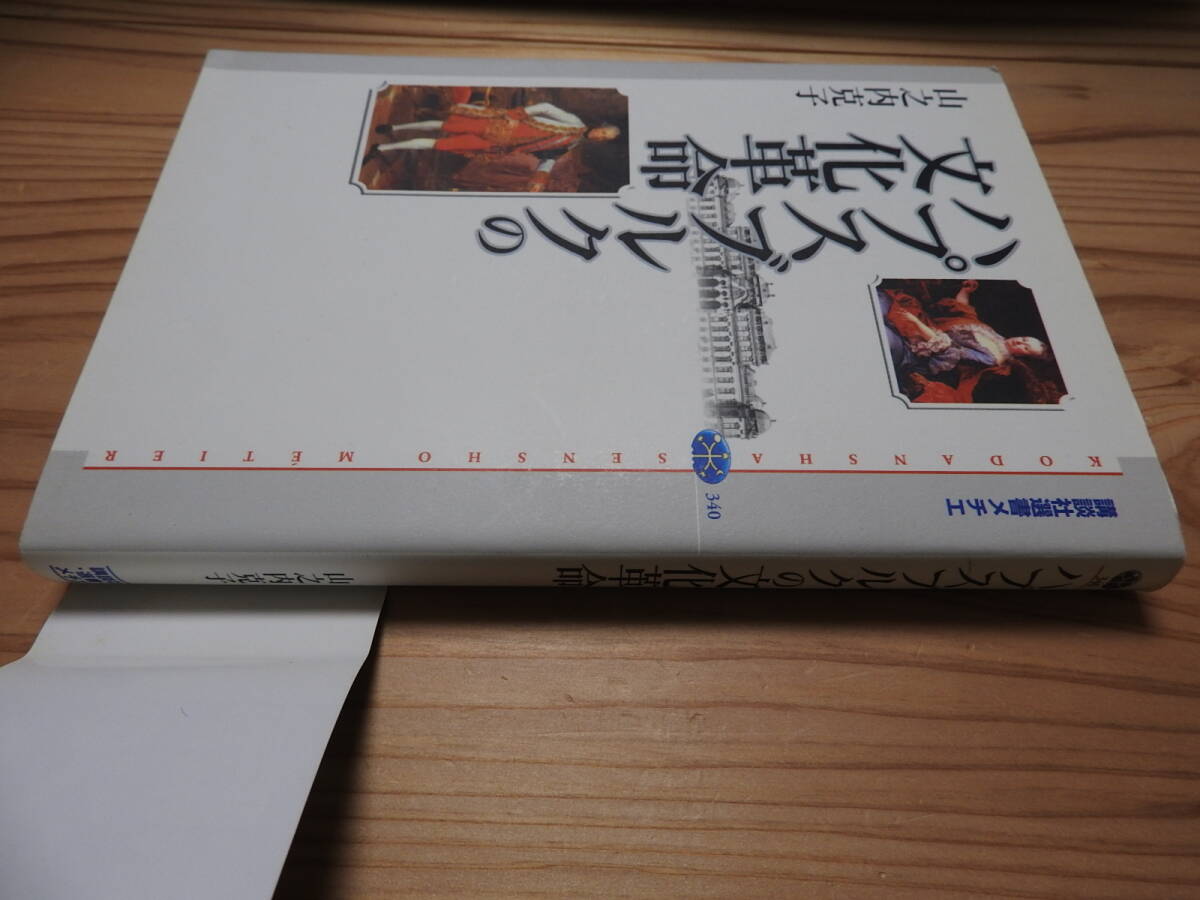 山之内克子
ハプスブルクの
文化革命
KODANSHA SENSHO MÉTIER
340
講談社選書メチエ
ハプスブルクの文化革命
山之内克子